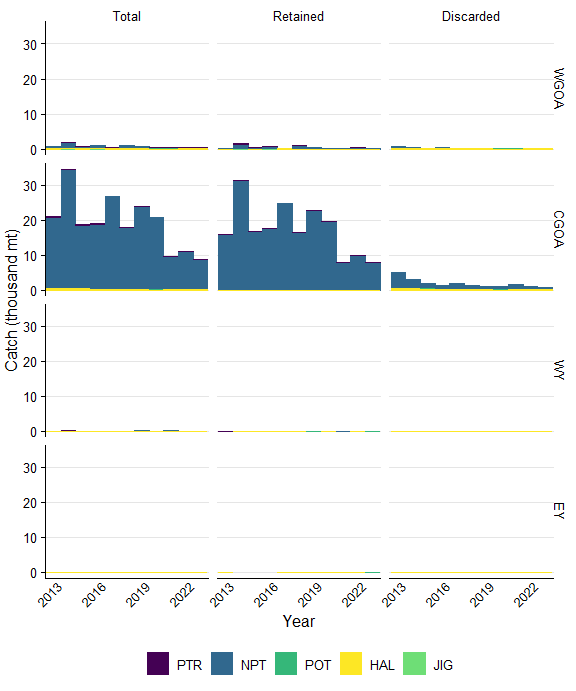 Total Retained Discarded
30
20
10
0
WGOA
30
20
10
0
CGOA
30
20
10
0
WY
30
20
10
0
EY
Catch (thousand mt)
2013 2016 2019 2022 2013 2016 2019 2022 2013 2016 2019 2022
Year
PTR NPT POT HAL JIG